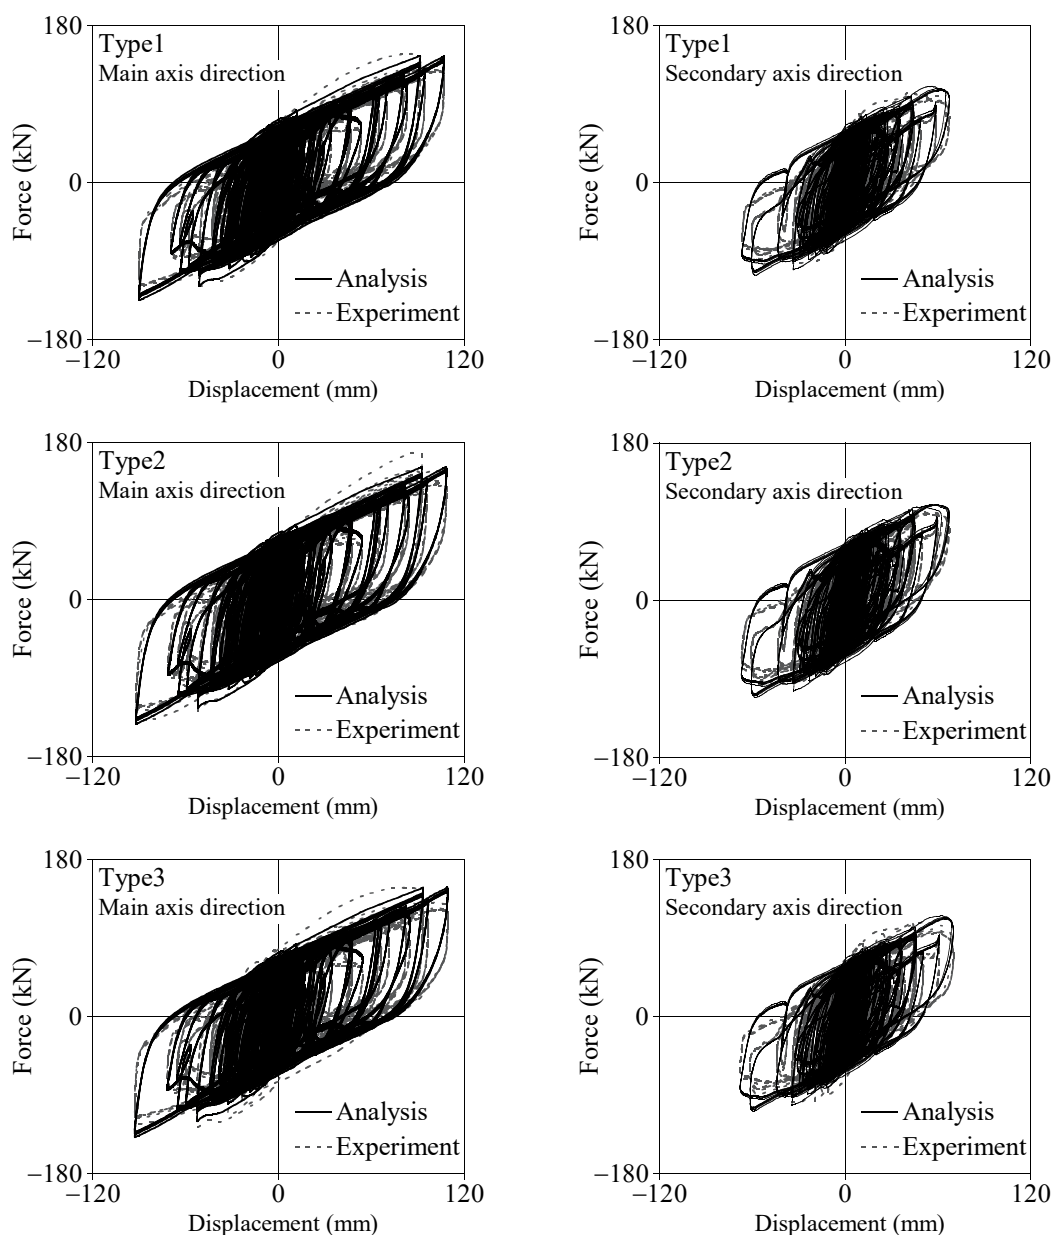 180
Type1
Main axis direction
Force (kN)
0
Analysis
Experiment
−180
−120
0
120
Displacement (mm)
180
Type1
Secondary axis direction
Force (kN)
0
Analysis
Experiment
−180
−120
0
120
Displacement (mm)
180
Type2
Main axis direction
Force (kN)
0
Analysis
Experiment
−180
−120
0
120
Displacement (mm)
180
Type2
Secondary axis direction
Force (kN)
0
Analysis
Experiment
−180
−120
0
120
Displacement (mm)
180
Type3
Main axis direction
Force (kN)
0
Analysis
Experiment
−180
−120
0
120
Displacement (mm)
180
Type3
Secondary axis direction
Force (kN)
0
Analysis
Experiment
−180
−120
0
120
Displacement (mm)